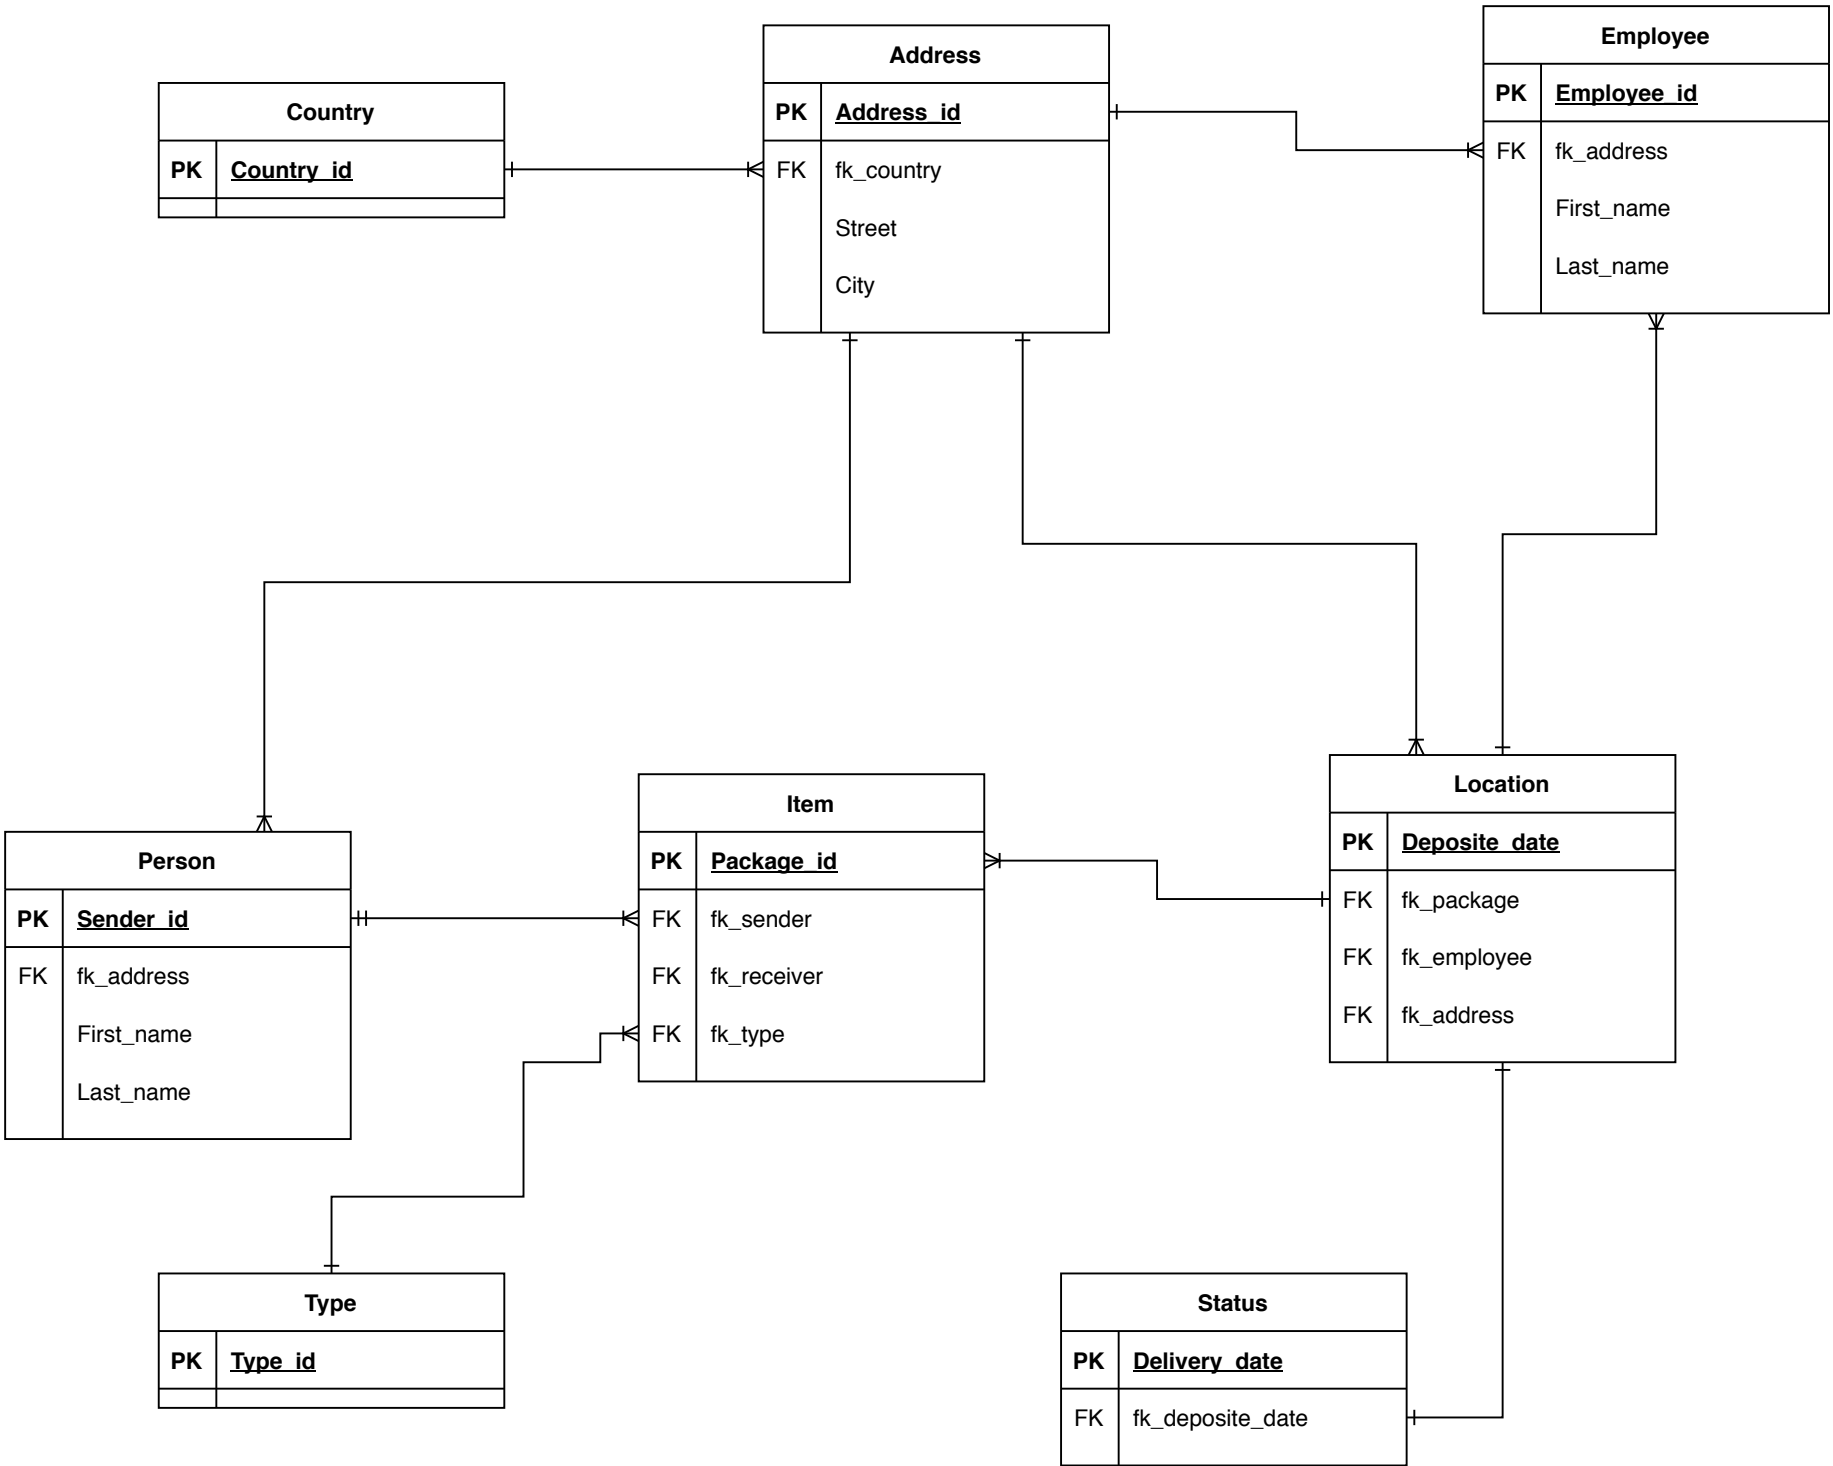 Employee
PK Employee_id
FK fk_address
First_name
Last_name
Address
PK Address_id
FK fk_country
Street
City
Country
PK Country_id
Person
PK Sender_id
FK fk_address
First_name
Last_name
Item
PK Package_id
FK fk_sender
FK fk_receiver
FK fk_type
Location
PK Deposite_date
FK fk_package
FK fk_employee
FK fk_address
Type
PK Type_id
Status
PK Delivery_date
FK fk_deposite_date